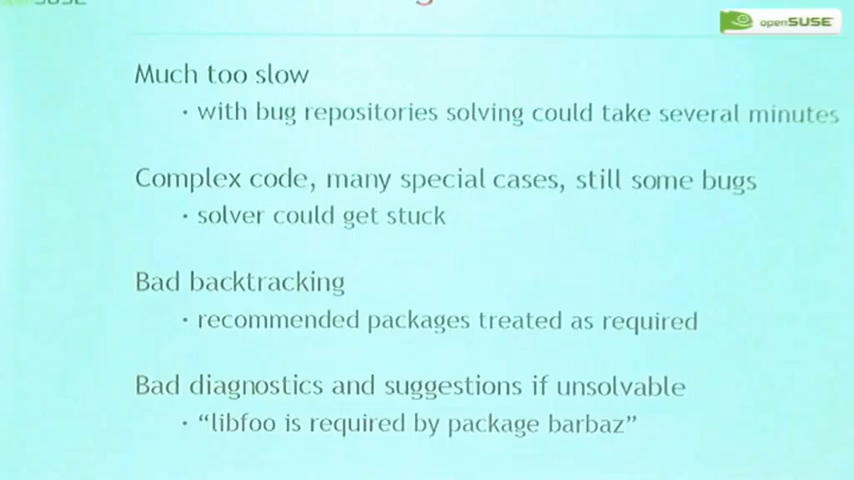 openSUSE
Much too slow
· with bug repositories solving could take several minutes
Complex code, many special cases, still some bugs
· solver could get stuck
Bad backtracking
· recommended packages treated as required
Bad diagnostics and suggestions if unsolvable
· “libfoo is required by package barbaz”